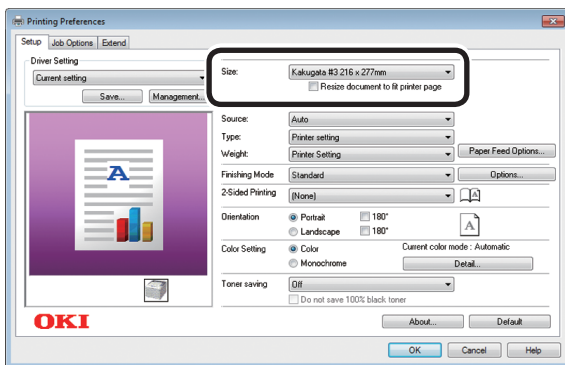 Printing Preferences
Setup Job Options Extend
Driver Setting
Current setting
Save... Management...
Size: Kakugata #3 216 x 277mm
Resize document to fit printer page
Source: Auto
Type: Printer setting
Weight: Printer Setting Paper Feed Options...
Finishing Mode Standard Options...
2-Sided Printing (None) A
Orientation Portrait 180°
Landscape 180° A
Color Setting Color Current color mode : Automatic
Monochrome Detail...
Toner saving Off
Do not save 100% black toner
A
OKI
About... Default
OK Cancel Help